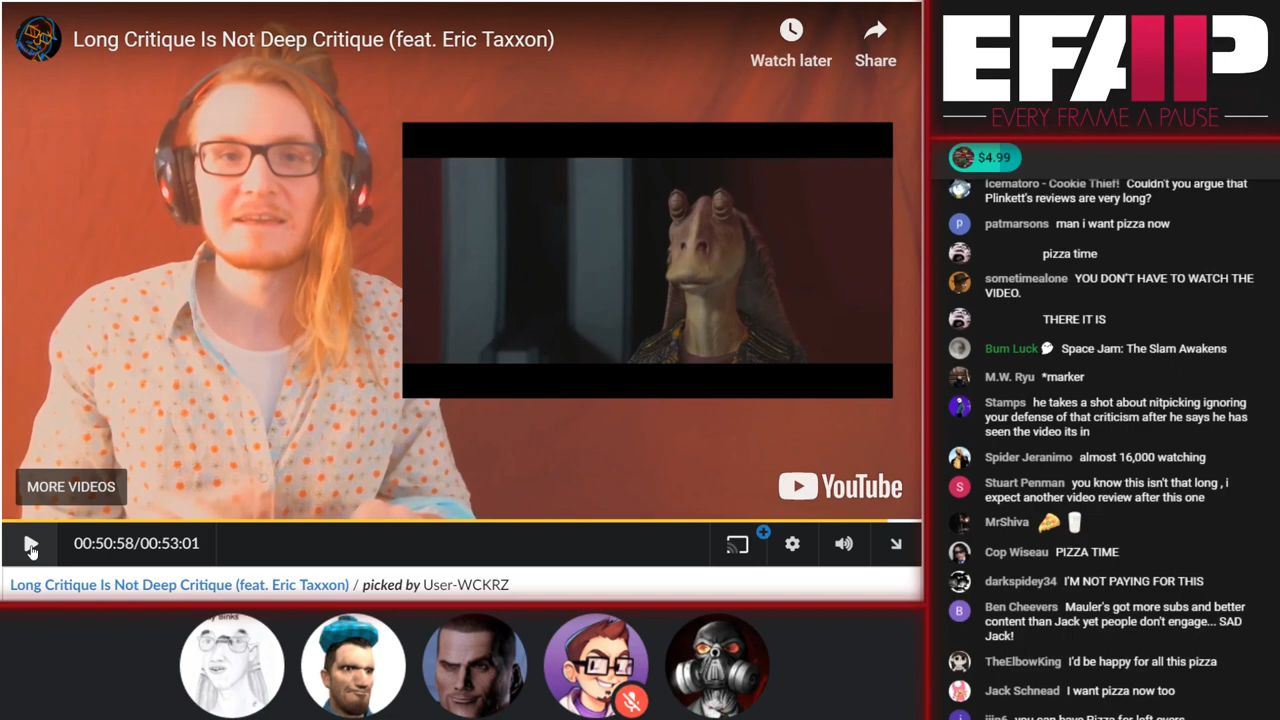 Long Critique Is Not Deep Critique (feat. Eric Taxxon)
Watch later
Share
MORE VIDEOS
YouTube
00:50:58/00:53:01
Long Critique Is Not Deep Critique (feat. Eric Taxxon) / picked by User-WCKRZ
EFAP
EVERY FRAME A PAUSE
$4.99
Icematoro - Cookie Thief! Couldn't you argue that
Plinkett's reviews are very long?
patmarsons man i want pizza now
pizza time
sometimealone YOU DON'T HAVE TO WATCH THE
VIDEO.
THERE IT IS
Bum Luck Space Jam: The Slam Awakens
M.W. Ryu *marker
Stamps he takes a shot about nitpicking ignoring
your defense of that criticism after he says he has
seen the video its in
Spider Jeranimo almost 16,000 watching
Stuart Penman you know this isn't that long , i
expect another video review after this one
MrShiva 🍕🥛
Cop Wiseau PIZZA TIME
darkspidey34 I'M NOT PAYING FOR THIS
Ben Cheevers Mauler's got more subs and better
content than Jack yet people don't engage... SAD
Jack!
TheElbowKing I'd be happy for all this pizza
Jack Schnead I want pizza now too
you can have Pizza for left overs